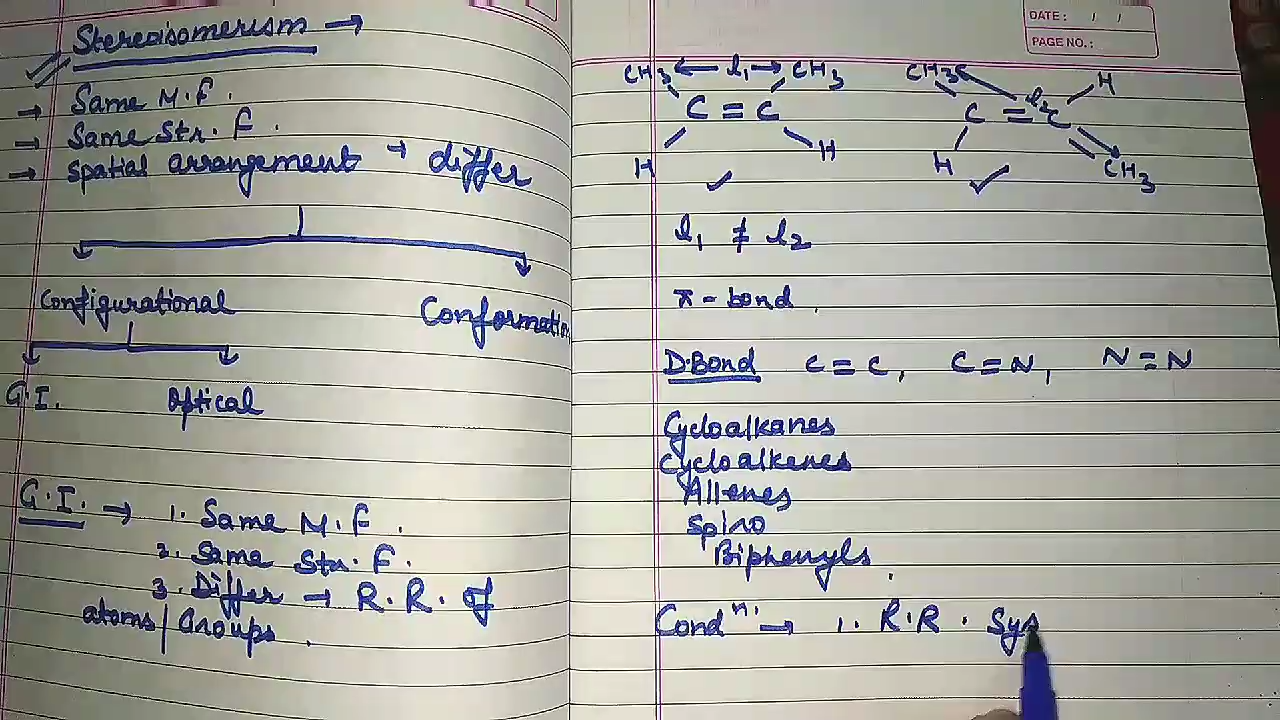 Stereoisomerism →
→ Same M.F.
→ Same Str. F.
→ Spatial arrangement → differ
Configurational
Conformation
G.I. Optical
G.I. → 1. Same M.F.
2. Same Str. F.
3. Differ → R.R. of
atoms/Groups.
DATE: / /
PAGE NO.:
CH3 ← l1 → CH3
C = C
H H
CH3 l2 H
C = C
H CH3
l1 ≠ l2
π-bond.
D.Bond C=C, C=N, N=N
Cycloalkanes
Cycloalkenes
Allenes
Spiro
Biphenyls.
Condn. → 1. R.R. Sys